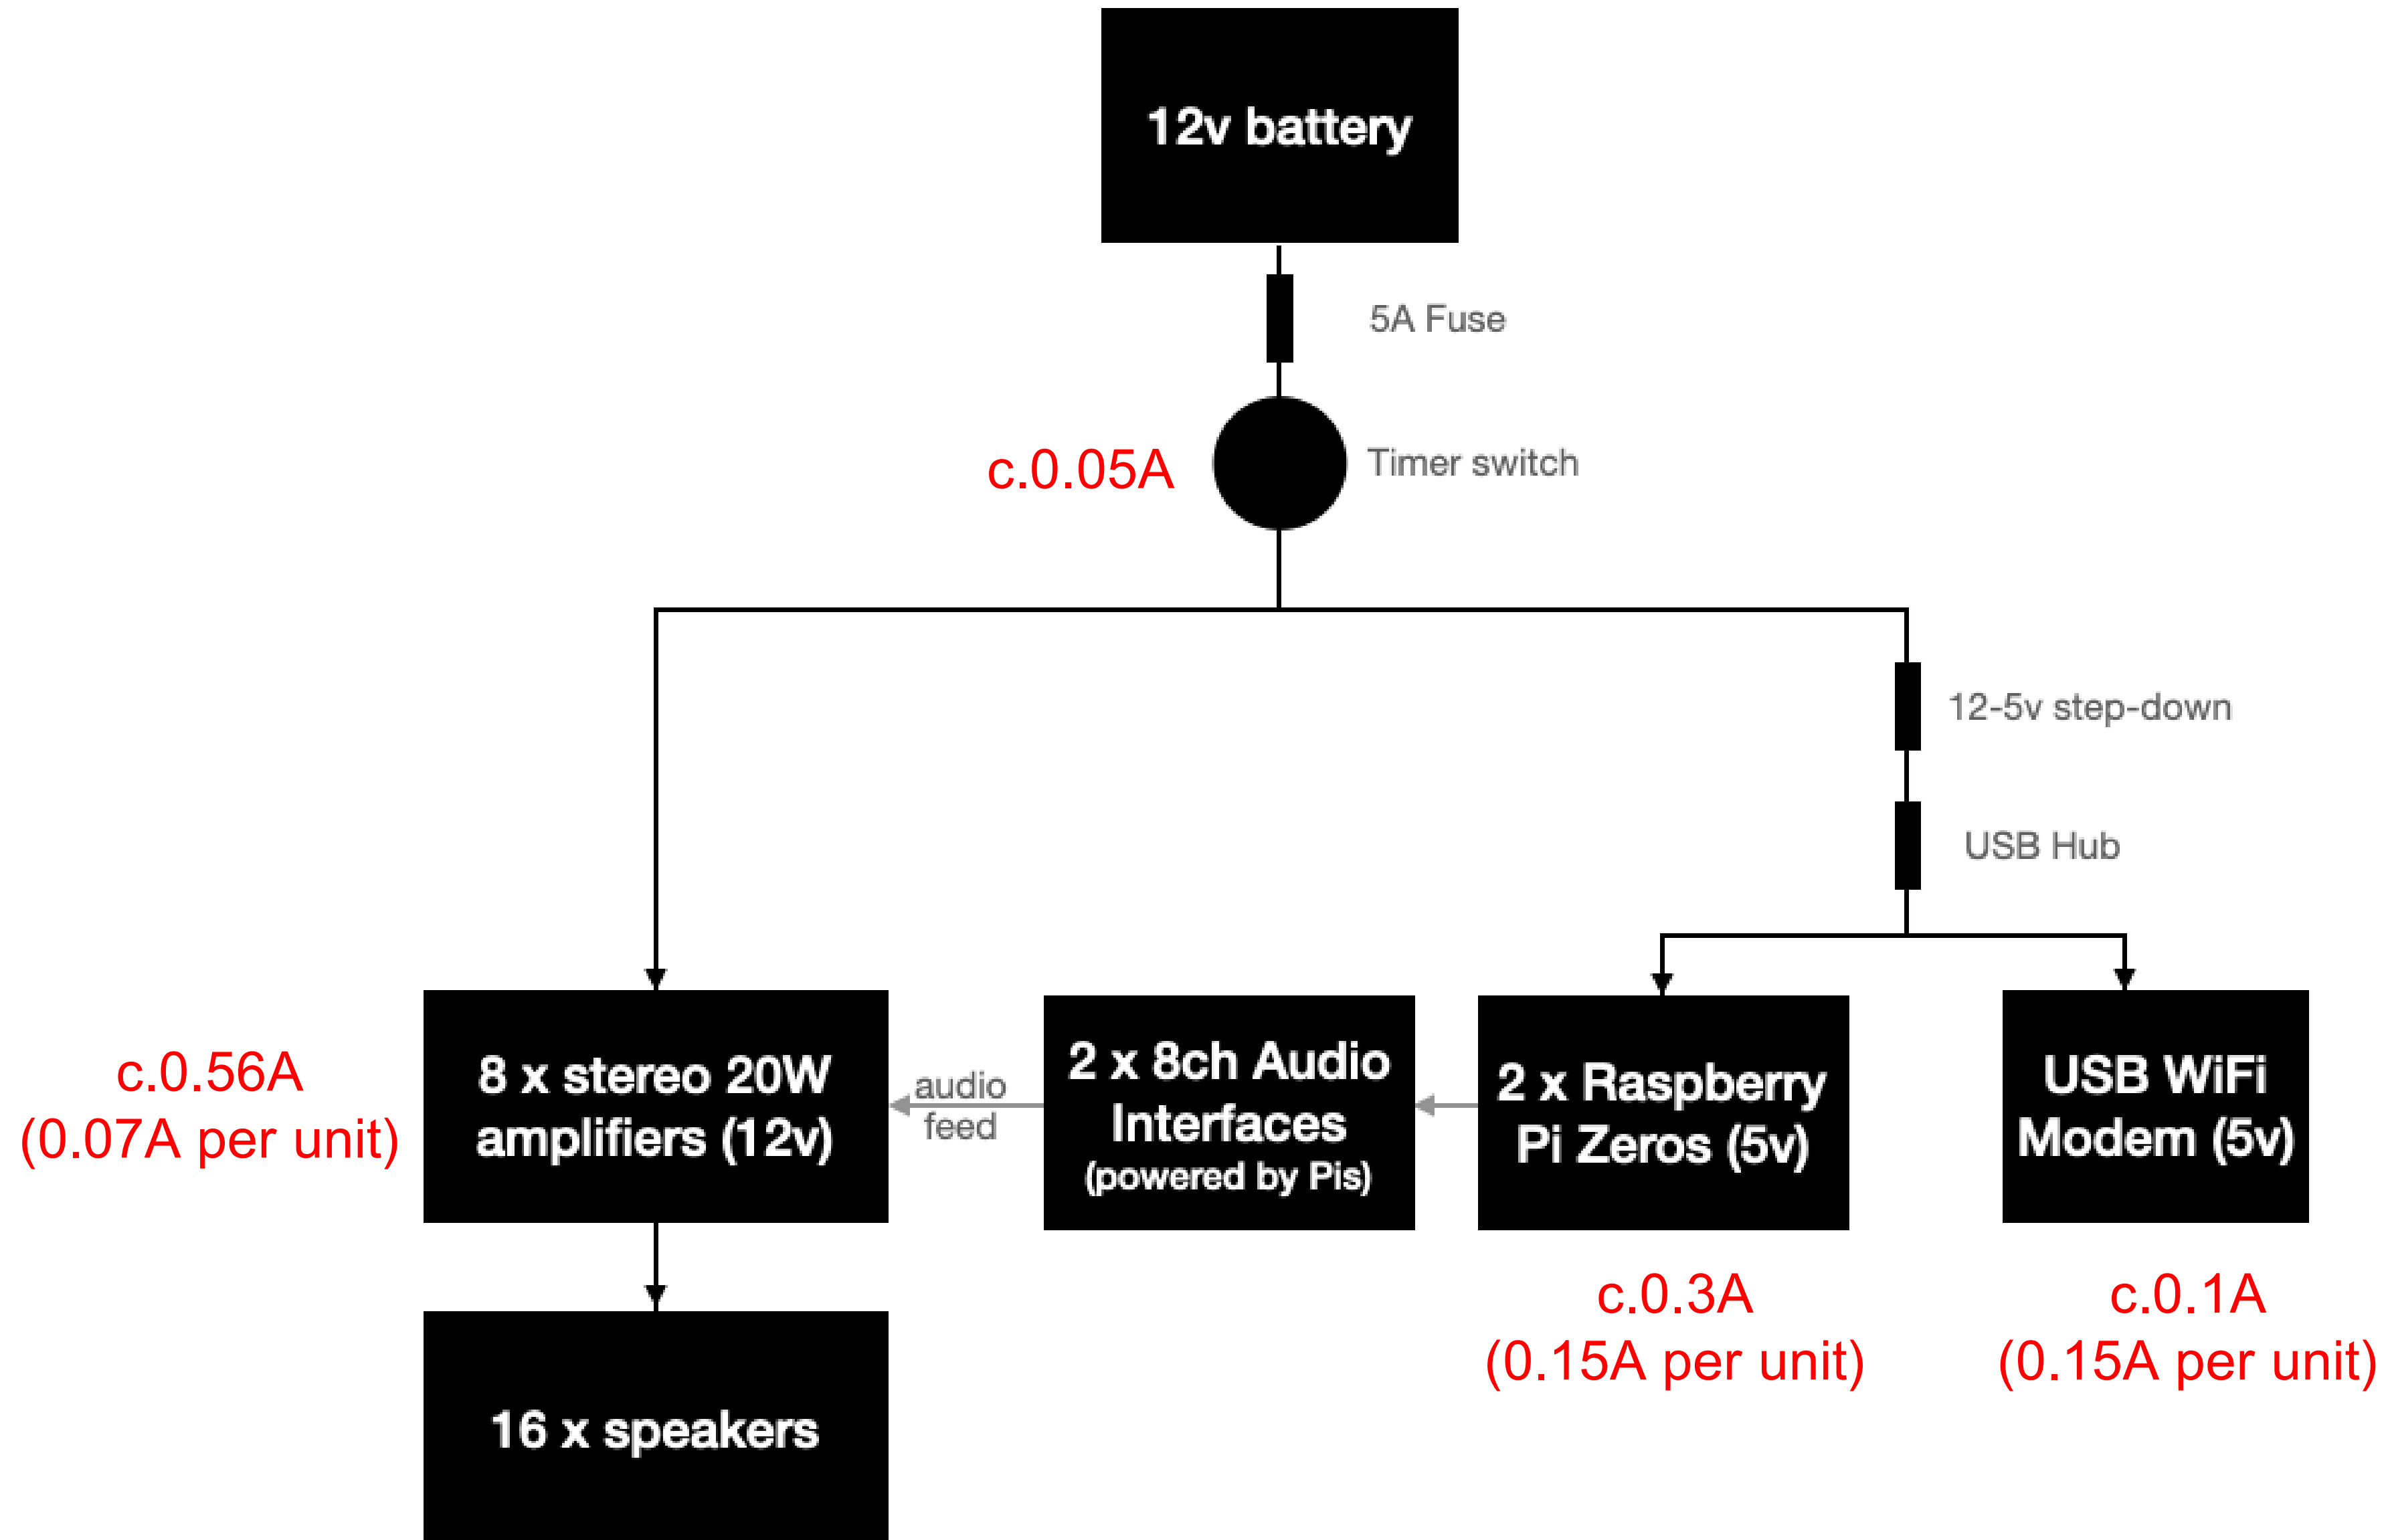 12v battery
5A Fuse
c.0.05A
Timer switch
12-5v step-down
USB Hub
c.0.56A
(0.07A per unit)
8 x stereo 20W
amplifiers (12v)
audio
feed
2 x 8ch Audio
Interfaces
(powered by Pis)
2 x Raspberry
Pi Zeros (5v)
USB WiFi
Modem (5v)
c.0.3A
(0.15A per unit)
c.0.1A
(0.15A per unit)
16 x speakers